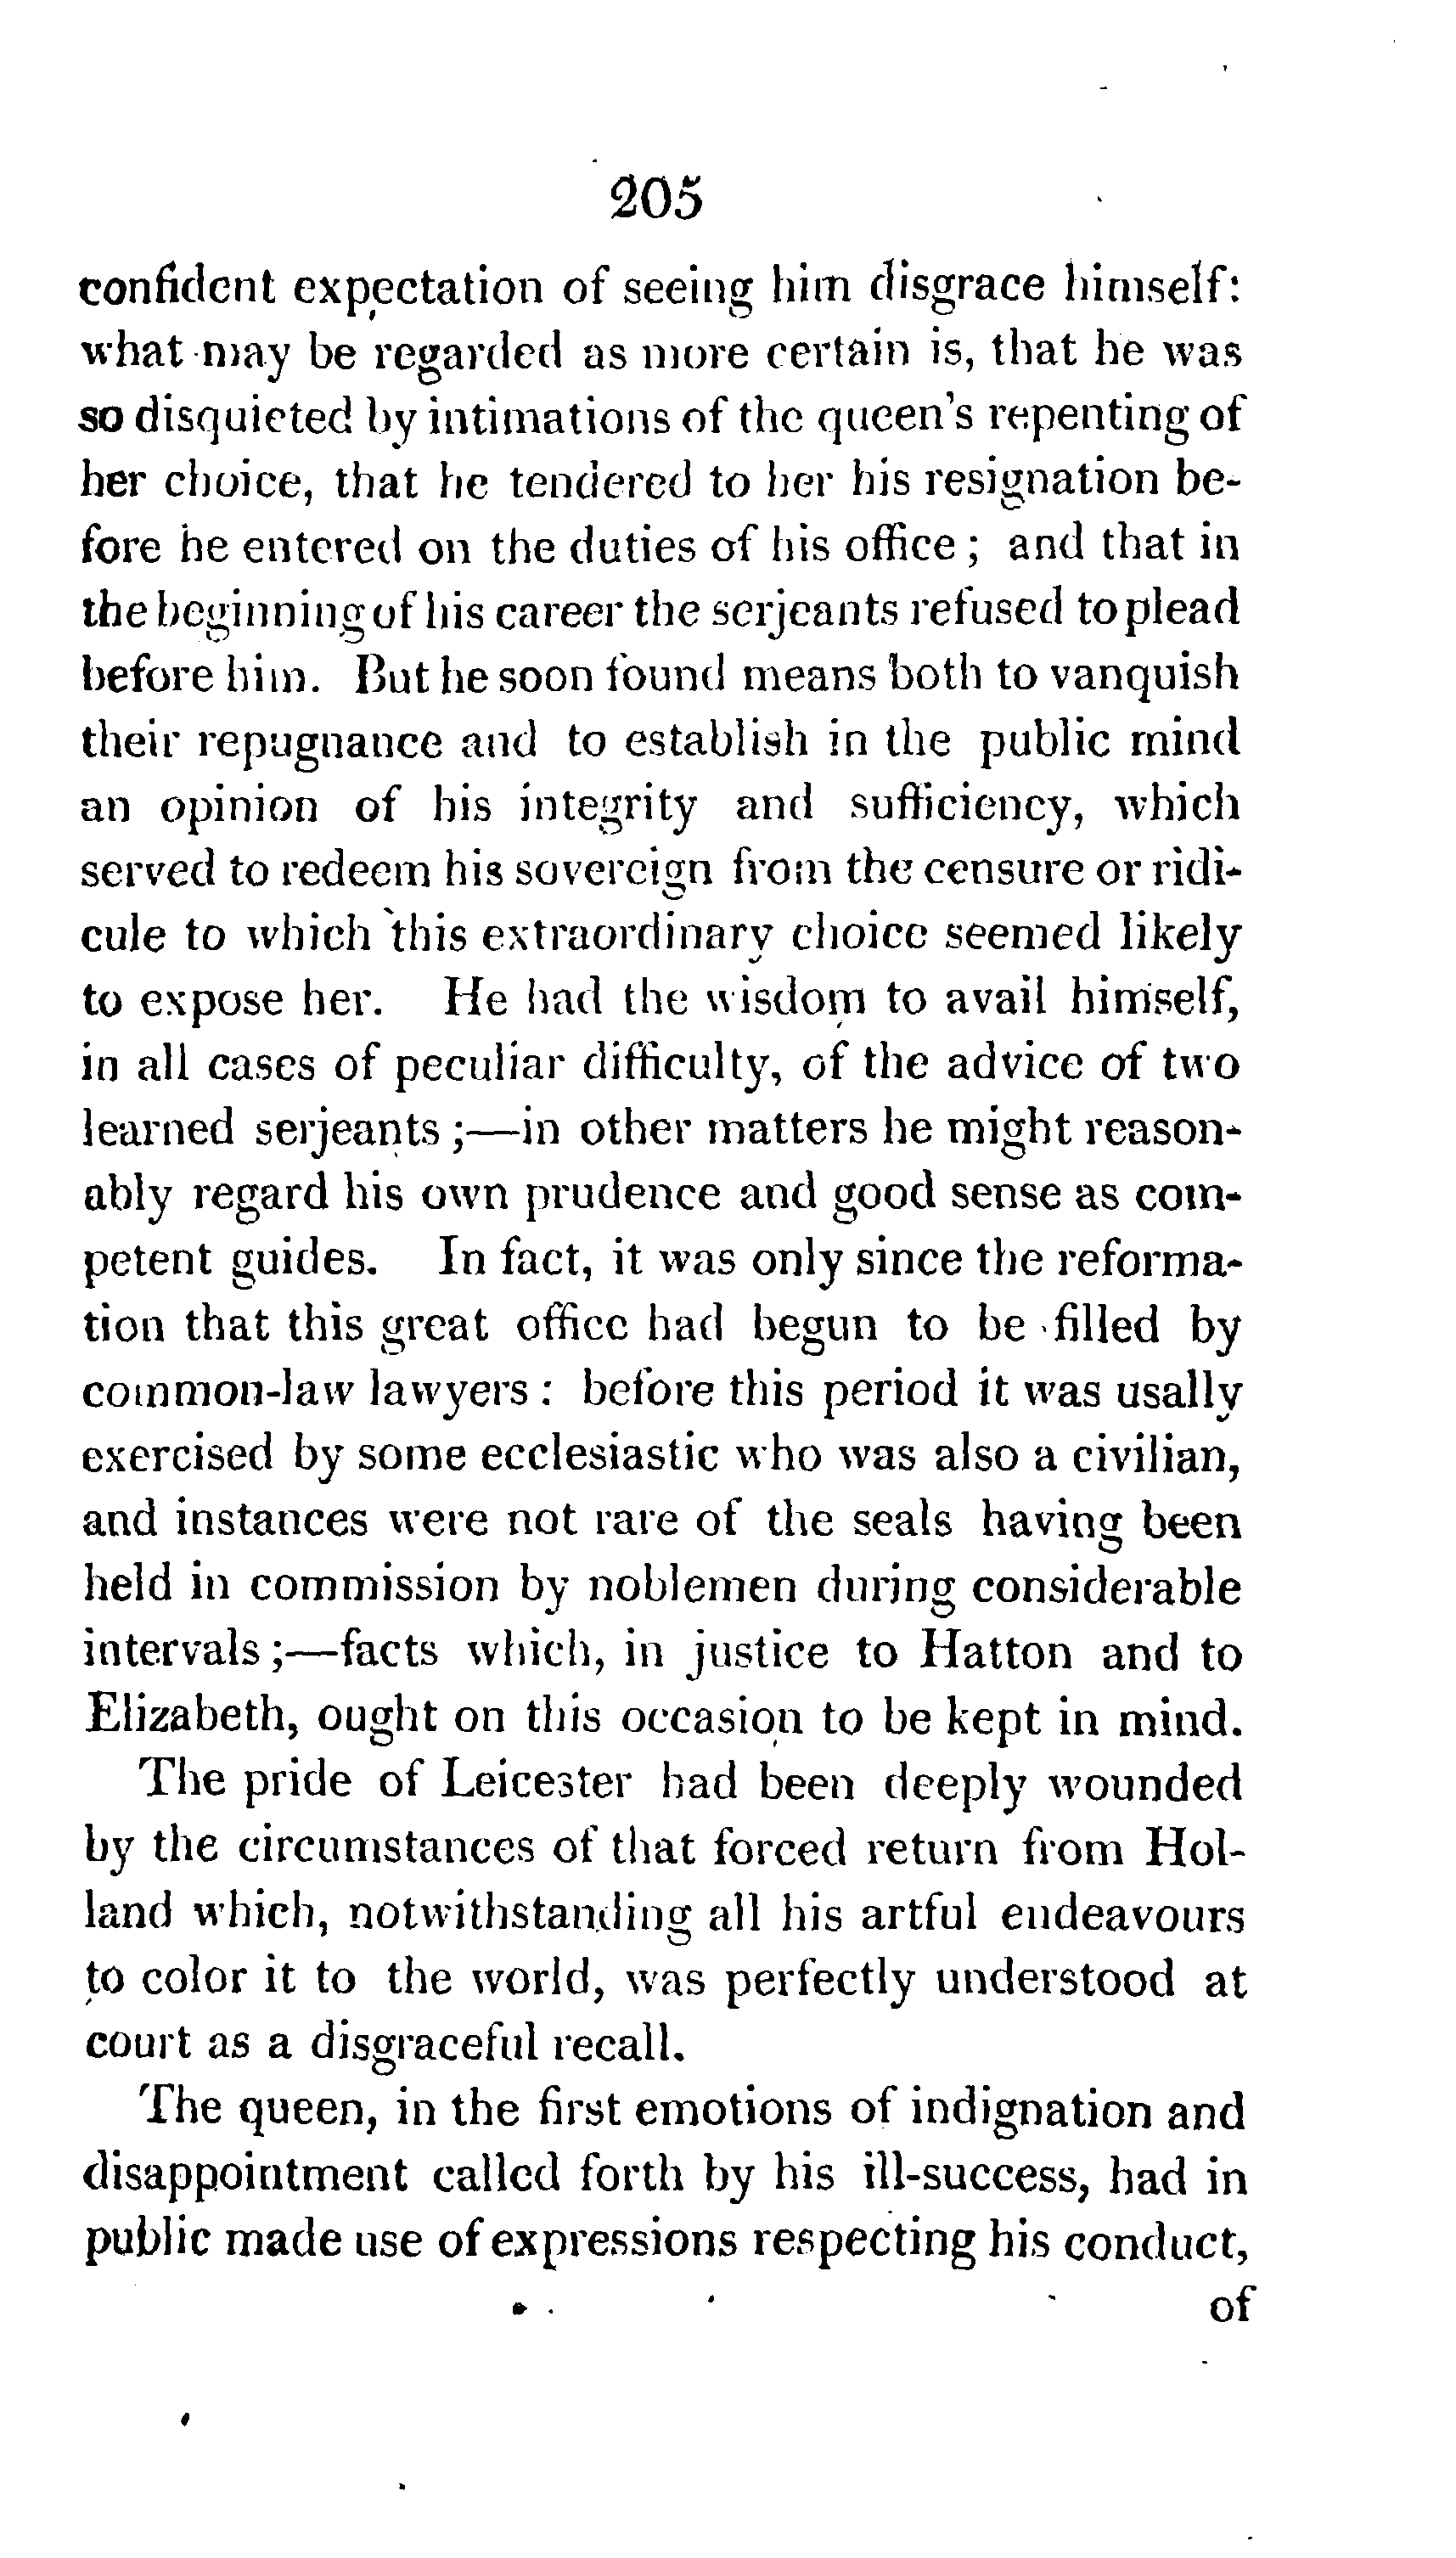 205
confident expectation of seeing him disgrace himself:
what may be regarded as more certain is, that he was
so disquieted by intimations of the queen's repenting of
her choice, that he tendered to her his resignation be-
fore he entered on the duties of his office ; and that in
the beginning of his career the serjeants refused to plead
before him. But he soon found means both to vanquish
their repugnance and to establish in the public mind
an opinion of his integrity and sufficiency, which
served to redeem his sovereign from the censure or ridi-
cule to which this extraordinary choice seemed likely
to expose her. He had the wisdom to avail himself,
in all cases of peculiar difficulty, of the advice of two
learned serjeants ;—in other matters he might reason-
ably regard his own prudence and good sense as com-
petent guides. In fact, it was only since the reforma-
tion that this great office had begun to be filled by
common-law lawyers : before this period it was usally
exercised by some ecclesiastic who was also a civilian,
and instances were not rare of the seals having been
held in commission by noblemen during considerable
intervals ;—facts which, in justice to Hatton and to
Elizabeth, ought on this occasion to be kept in mind.
The pride of Leicester had been deeply wounded
by the circumstances of that forced return from Hol-
land which, notwithstanding all his artful endeavours
to color it to the world, was perfectly understood at
court as a disgraceful recall.
The queen, in the first emotions of indignation and
disappointment called forth by his ill-success, had in
public made use of expressions respecting his conduct,
of